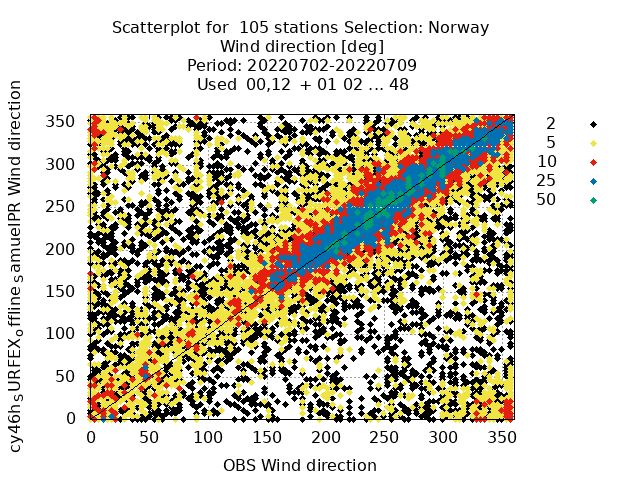 Scatterplot for 105 stations Selection: Norway
Wind direction [deg]
Period: 20220702-20220709
Used 00,12 + 01 02 ... 48
cy46h_SURFEX_offline_samuelPR Wind direction
350
300
250
200
150
100
50
0
0 50 100 150 200 250 300 350
OBS Wind direction
2
5
10
25
50